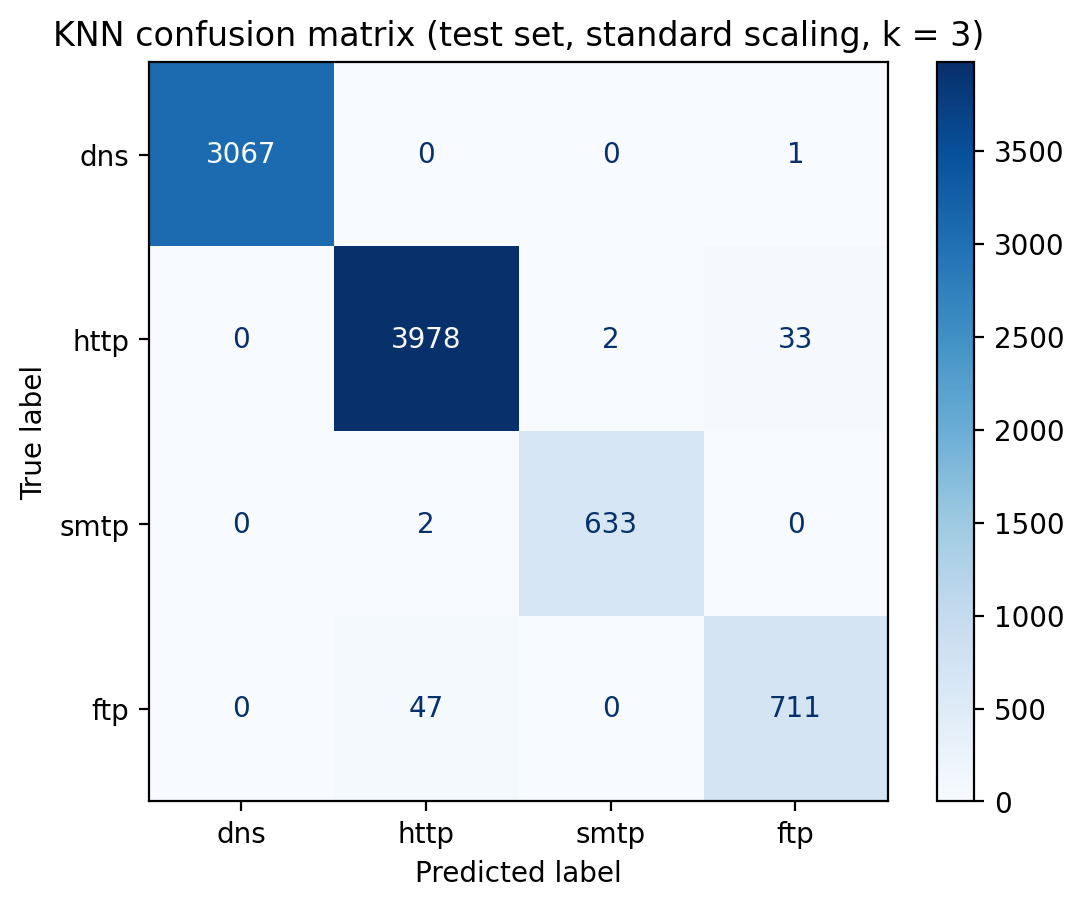 KNN confusion matrix (test set, standard scaling, k = 3)
True label
dns
3067 0 0 1
http
0 3978 2 33
smtp
0 2 633 0
ftp
0 47 0 711
dns http smtp ftp
Predicted label
3500
3000
2500
2000
1500
1000
500
0